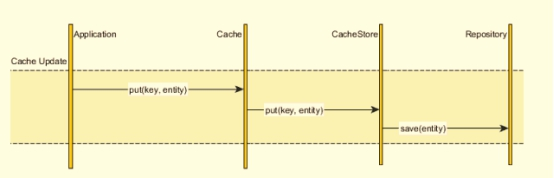 Application
Cache
CacheStore
Repository
Cache Update
put(key, entity)
put(key, entity)
save(entity)